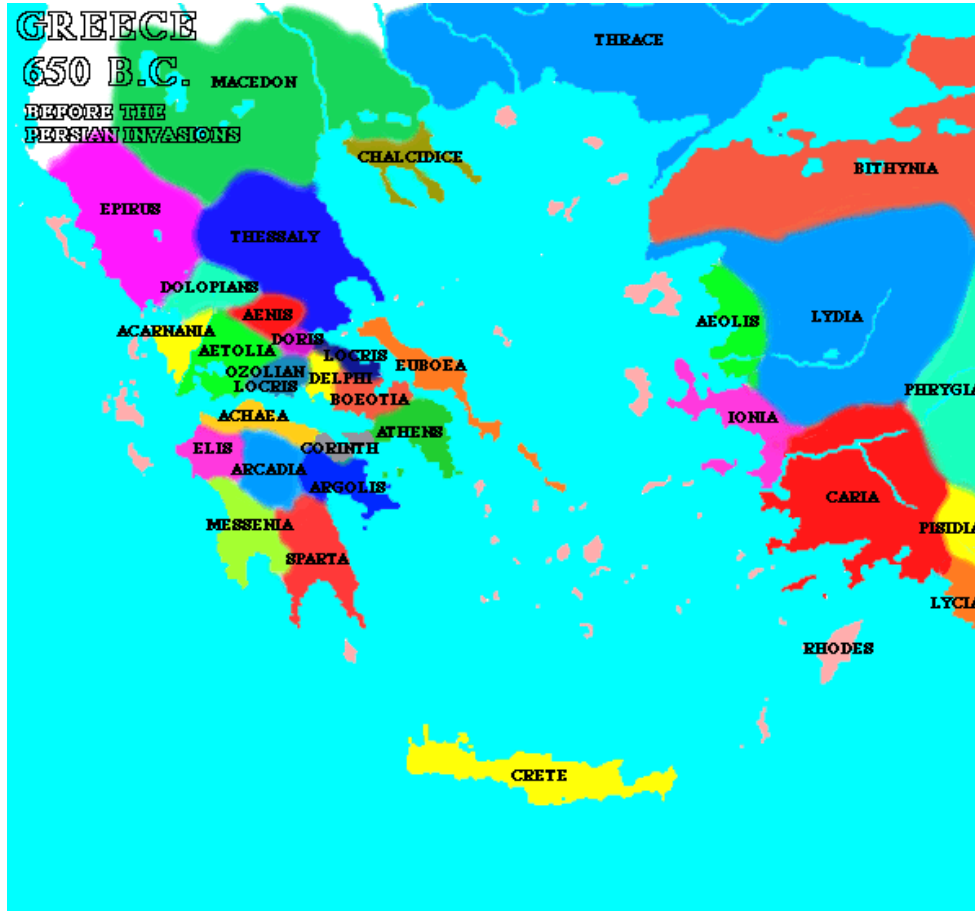 GREECE
650 B.C.
BEFORE THE
PERSIAN INVASIONS
THRACE
MACEDON
CHALCIDICE
BITHYNIA
EPIRUS
THESSALY
DOLOPIANS
AENIS
ACARNANIA
DORIS
AETOLIA
LOCRIS
EUBOEA
OZOLIAN
LOCRIS
DELPHI
BOEOTIA
AEOLIS
LYDIA
PHRYGIA
ACHAEA
ATHENS
IONIA
ELIS
CORINTH
ARCADIA
ARGOLIS
CARIA
MESSENIA
PISIDIA
SPARTA
LYCIA
RHODES
CRETE